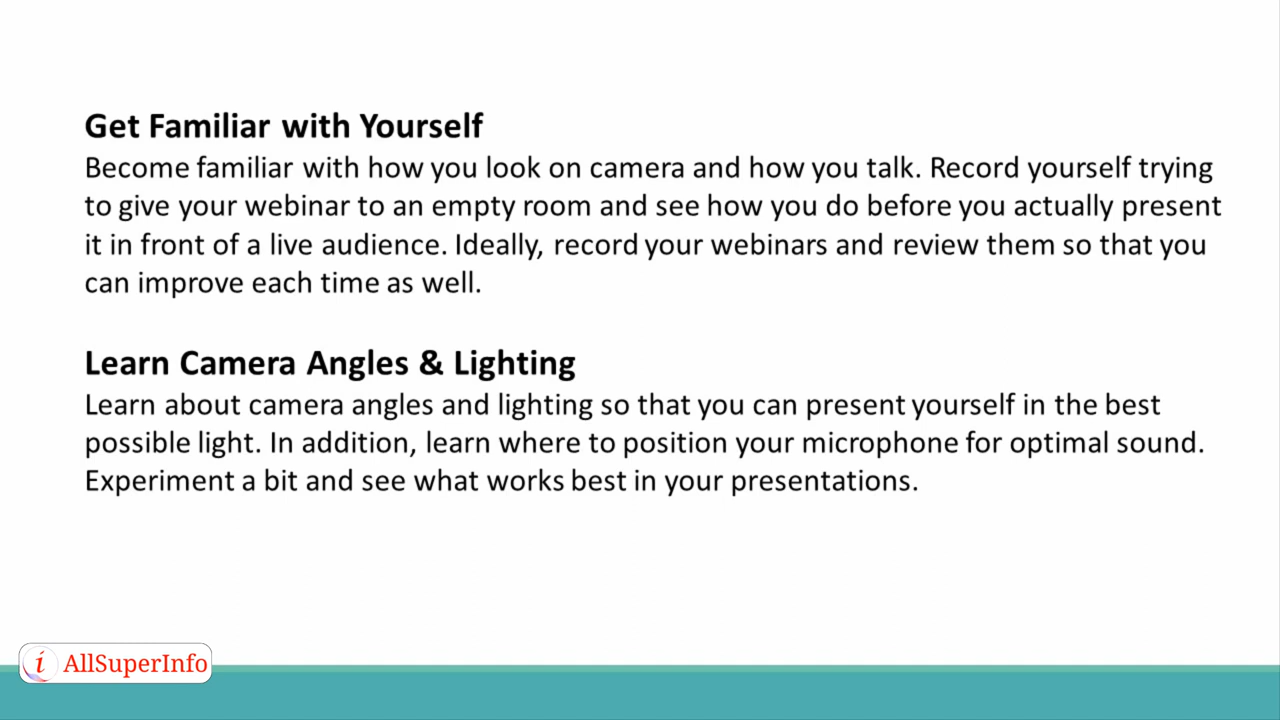 Get Familiar with Yourself
Become familiar with how you look on camera and how you talk. Record yourself trying
to give your webinar to an empty room and see how you do before you actually present
it in front of a live audience. Ideally, record your webinars and review them so that you
can improve each time as well.
Learn Camera Angles & Lighting
Learn about camera angles and lighting so that you can present yourself in the best
possible light. In addition, learn where to position your microphone for optimal sound.
Experiment a bit and see what works best in your presentations.
i AllSuperInfo